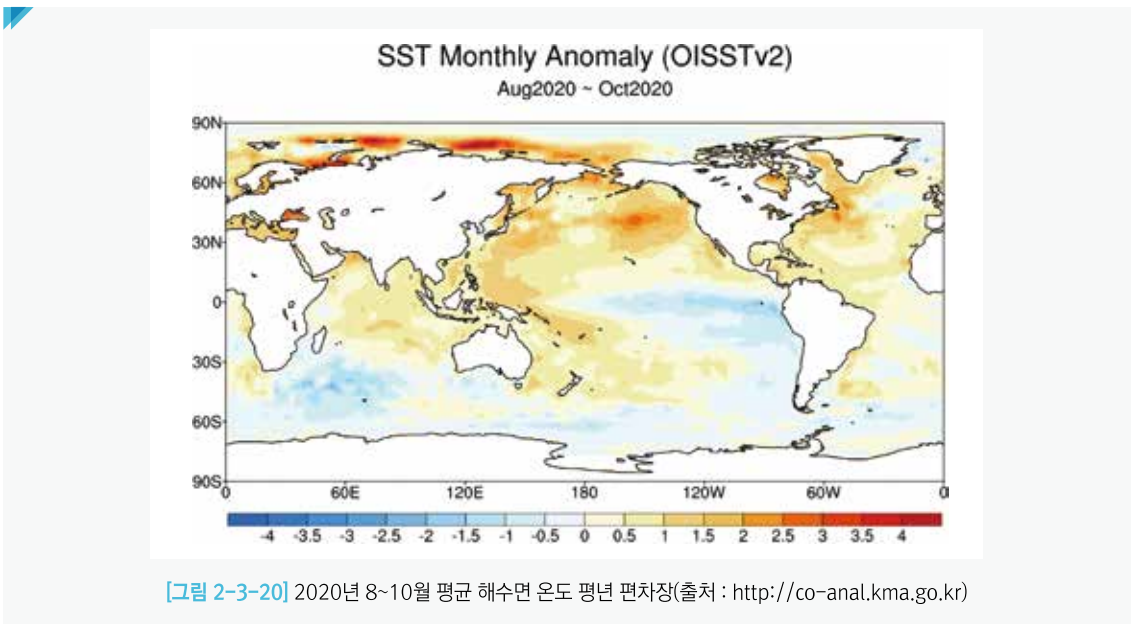 SST Monthly Anomaly (OISSTv2)
Aug2020 ~ Oct2020
90N
60N
30N
0
30S
60S
90S
0 60E 120E 180 120W 60W 0
-4 -3.5 -3 -2.5 -2 -1.5 -1 -0.5 0 0.5 1 1.5 2 2.5 3 3.5 4
[그림 2-3-20] 2020년 8~10월 평균 해수면 온도 평년 편차장(출처 : http://co-anal.kma.go.kr)